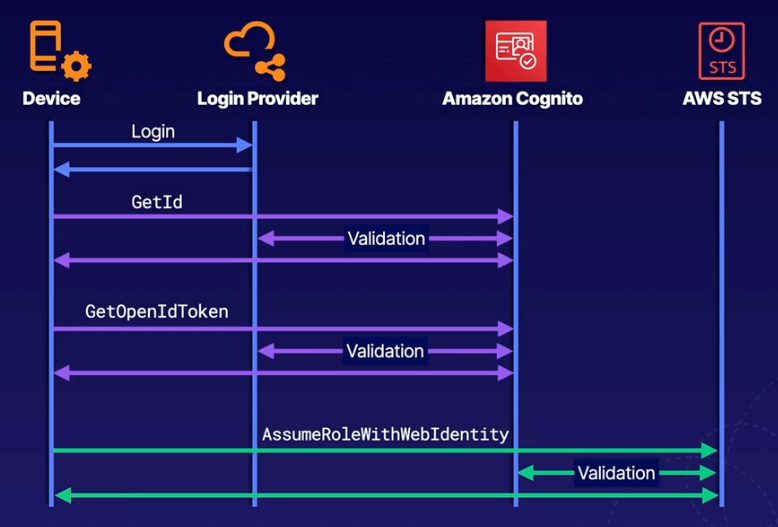 STS
Device
Login Provider
Amazon Cognito
AWS STS
Login
GetId
Validation
GetOpenIdToken
Validation
AssumeRoleWithWebIdentity
Validation